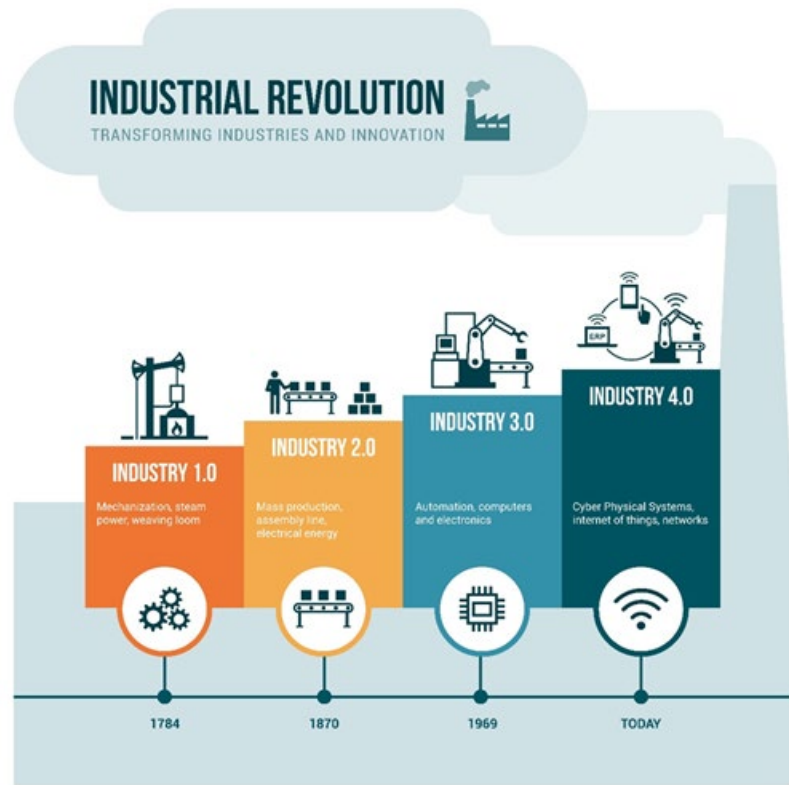 INDUSTRIAL REVOLUTION
TRANSFORMING INDUSTRIES AND INNOVATION
INDUSTRY 1.0
Mechanization, steam
power, weaving loom
INDUSTRY 2.0
Mass production,
assembly line,
electrical energy
INDUSTRY 3.0
Automation, computers
and electronics
ERP
INDUSTRY 4.0
Cyber Physical Systems,
internet of things, networks
1784
1870
1969
TODAY